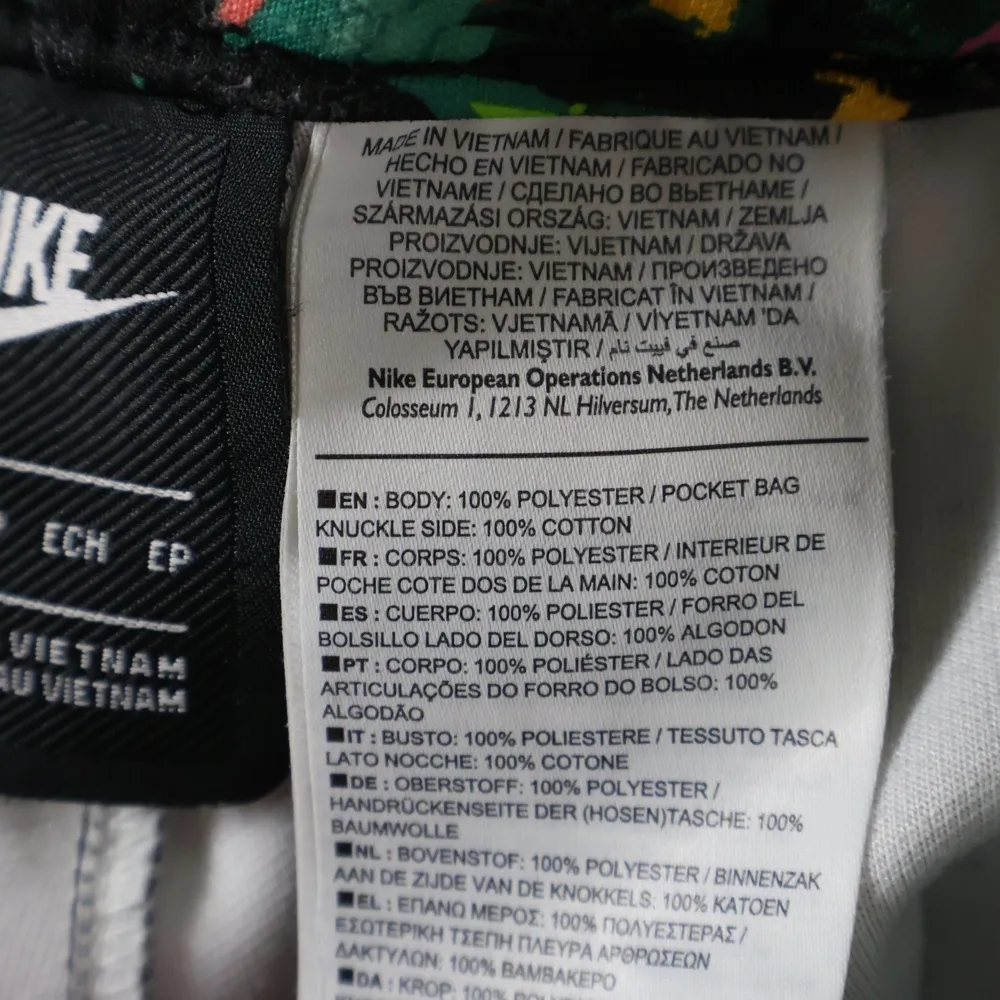 NIKE
ECH EP
VIETNAM
AU VIETNAM
MADE IN VIETNAM / FABRIQUE AU VIETNAM /
HECHO EN VIETNAM / FABRICADO NO
VIETNAME / СДЕЛАНО ВО ВЬЕТНАМЕ /
SZÁRMAZÁSI ORSZÁG: VIETNAM / ZEMLJA
PROIZVODNJE: VIJETNAM / DRŽAVA
PROIZVODNJE: VIETNAM / ПРОИЗВЕДЕНО
ВЪВ ВИЕТНАМ / FABRICAT ÎN VIETNAM /
RAŽOTS: VJETNAMĀ / VİYETNAM 'DA
YAPILMIŞTIR / صنع في فييت نام
Nike European Operations Netherlands B.V.
Colosseum 1, 1213 NL Hilversum, The Netherlands
■EN : BODY: 100% POLYESTER / POCKET BAG
KNUCKLE SIDE: 100% COTTON
■FR : CORPS: 100% POLYESTER / INTERIEUR DE
POCHE COTE DOS DE LA MAIN: 100% COTON
■ES : CUERPO: 100% POLIESTER / FORRO DEL
BOLSILLO LADO DEL DORSO: 100% ALGODON
■PT : CORPO: 100% POLIÉSTER / LADO DAS
ARTICULAÇÕES DO FORRO DO BOLSO: 100%
ALGODÃO
■IT : BUSTO: 100% POLIESTERE / TESSUTO TASCA
LATO NOCCHE: 100% COTONE
■DE : OBERSTOFF: 100% POLYESTER /
HANDRÜCKENSEITE DER (HOSEN)TASCHE: 100%
BAUMWOLLE
■NL : BOVENSTOF: 100% POLYESTER / BINNENZAK
AAN DE ZIJDE VAN DE KNOKKELS: 100% KATOEN
■EL : ΕΠΑΝΩ ΜΕΡΟΣ: 100% ΠΟΛΥΕΣΤΕΡΑΣ /
ΕΣΩΤΕΡΙΚΗ ΤΣΕΠΗ ΠΛΕΥΡΑ ΑΡΘΡΩΣΕΩΝ
ΔΑΚΤΥΛΩΝ: 100% ΒΑΜΒΑΚΕΡΟ
■DA : KROP: 100%